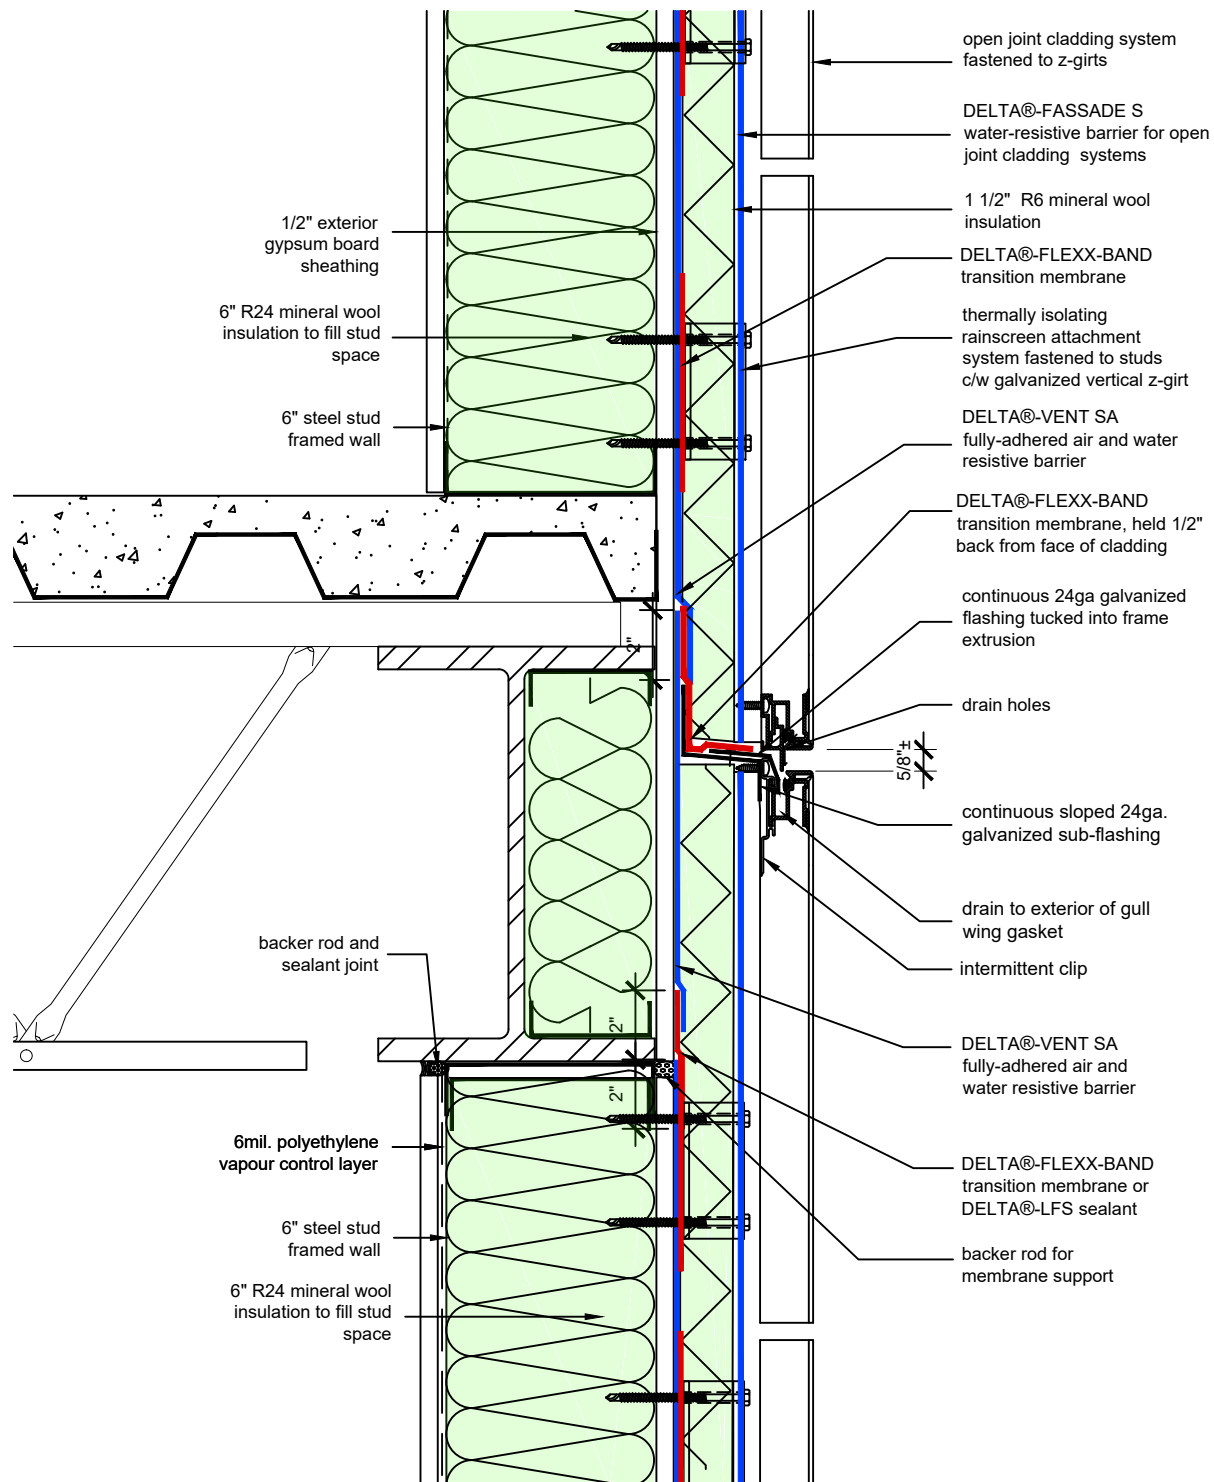 open joint cladding system
fastened to z-girts
DELTA®-FASSADE S
water-resistive barrier for open
joint cladding systems
1 1/2" R6 mineral wool
insulation
DELTA®-FLEXX-BAND
transition membrane
thermally isolating
rainscreen attachment
system fastened to studs
c/w galvanized vertical z-girt
DELTA®-VENT SA
fully-adhered air and water
resistive barrier
DELTA®-FLEXX-BAND
transition membrane, held 1/2"
back from face of cladding
continuous 24ga galvanized
flashing tucked into frame
extrusion
drain holes
5/8"±
continuous sloped 24ga.
galvanized sub-flashing
drain to exterior of gull
wing gasket
intermittent clip
DELTA®-VENT SA
fully-adhered air and
water resistive barrier
DELTA®-FLEXX-BAND
transition membrane or
DELTA®-LFS sealant
backer rod for
membrane support
1/2" exterior
gypsum board
sheathing
6" R24 mineral wool
insulation to fill stud
space
6" steel stud
framed wall
2"
backer rod and
sealant joint
2"
2"
6mil. polyethylene
vapour control layer
6" steel stud
framed wall
6" R24 mineral wool
insulation to fill stud
space